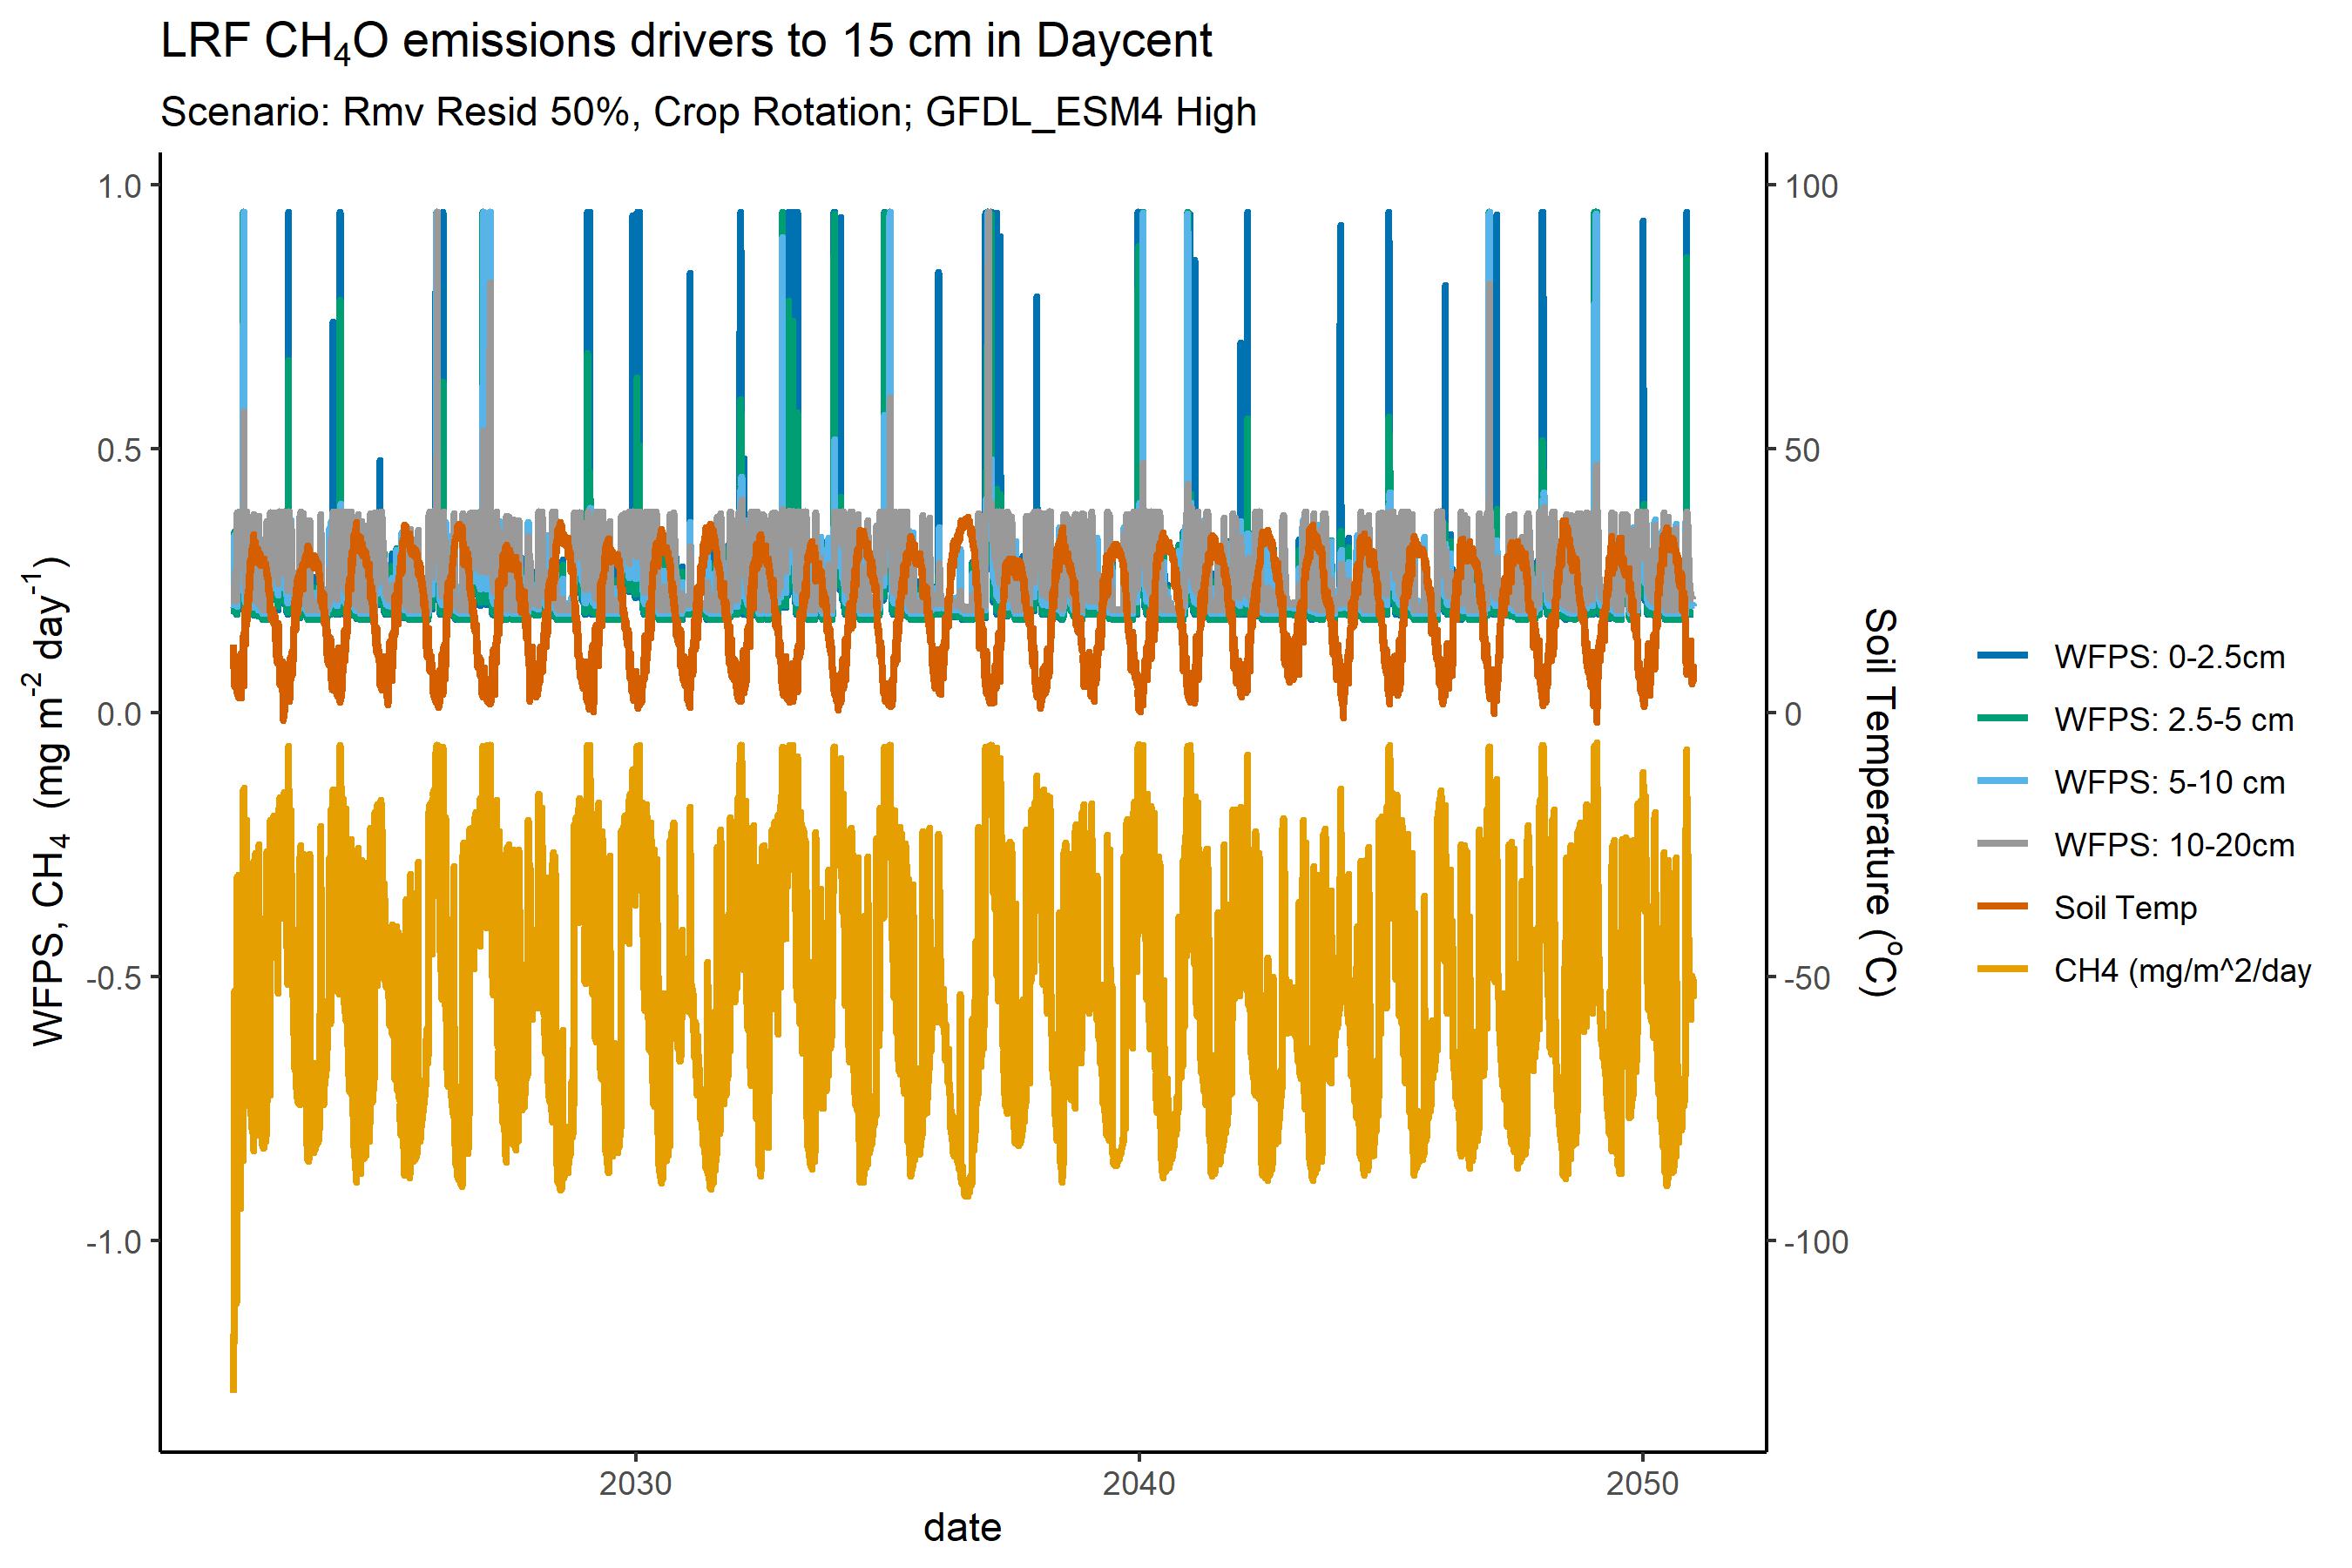 LRF CH₄O emissions drivers to 15 cm in Daycent
Scenario: Rmv Resid 50%, Crop Rotation; GFDL_ESM4 High
WFPS, CH₄ (mg m⁻² day⁻¹)
1.0
0.5
0.0
-0.5
-1.0
100
50
0
-50
-100
Soil Temperature (ºC)
2030
2040
2050
date
WFPS: 0-2.5cm
WFPS: 2.5-5 cm
WFPS: 5-10 cm
WFPS: 10-20cm
Soil Temp
CH4 (mg/m^2/day